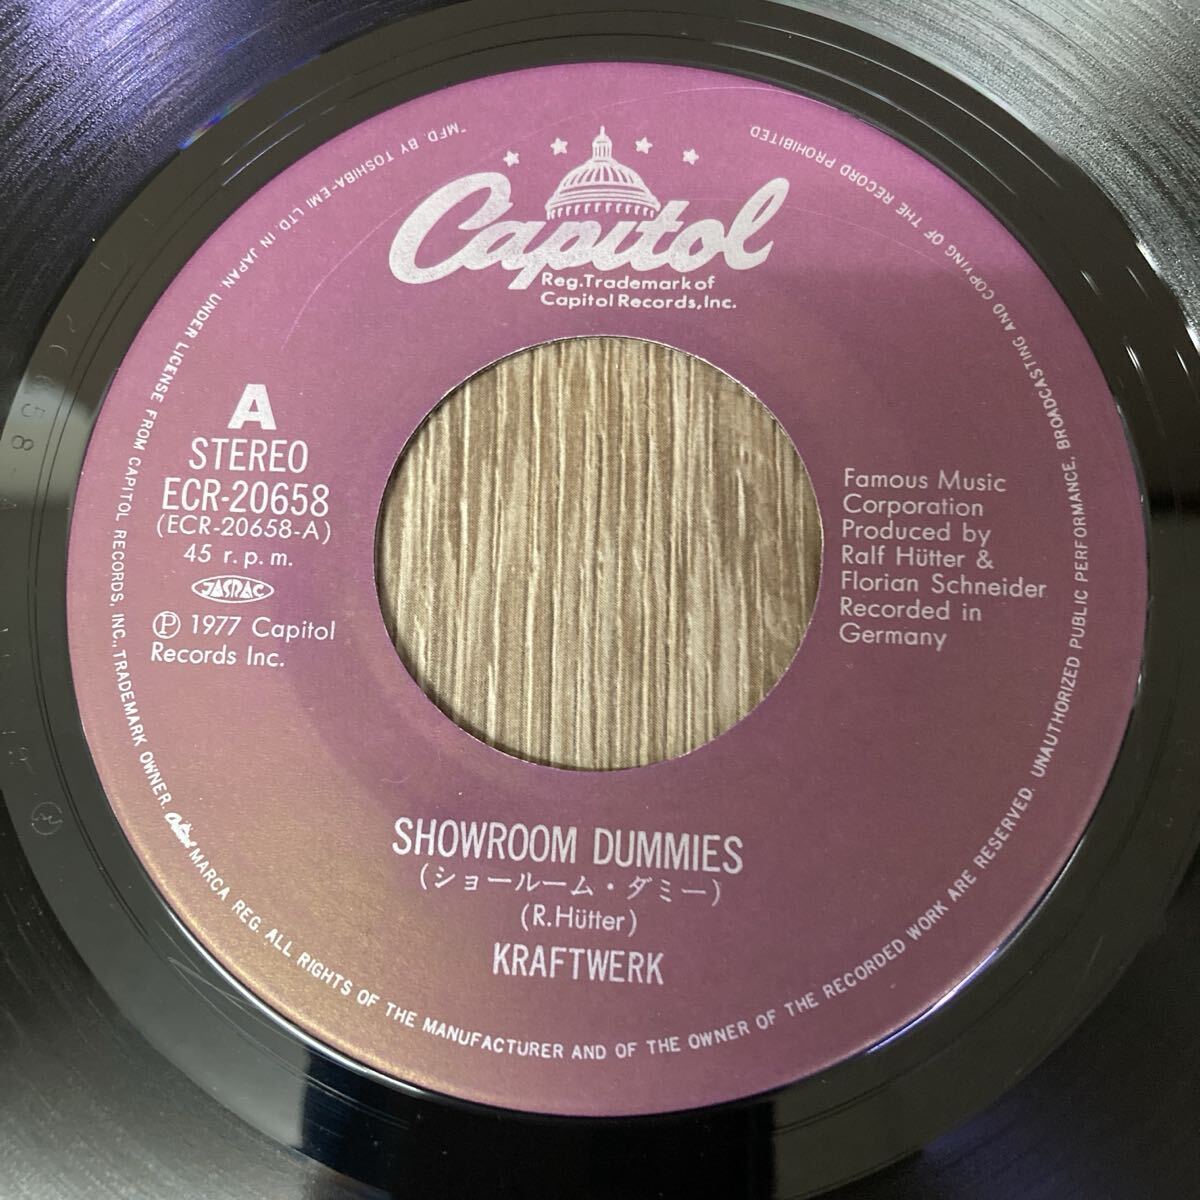 Capitol
Reg.Trademark of
Capitol Records,Inc.
A
STEREO
ECR-20658
(ECR-20658-A)
45 r.p.m.
JASRAC
Ⓟ 1977 Capitol
Records Inc.
Famous Music
Corporation
Produced by
Ralf Hütter &
Florian Schneider
Recorded in
Germany
SHOWROOM DUMMIES
(ショールーム・ダミー)
(R.Hütter)
KRAFTWERK
"MFD. BY TOSHIBA-EMI LTD. IN JAPAN. UNDER LICENSE FROM CAPITOL RECORDS, INC., TRADEMARK OWNER. Capitol MARCA REG. ALL RIGHTS OF THE MANUFACTURER AND OF THE OWNER OF THE RECORDED WORK ARE RESERVED. UNAUTHORIZED PUBLIC PERFORMANCE, BROADCASTING AND COPYING OF THE RECORD PROHIBITED